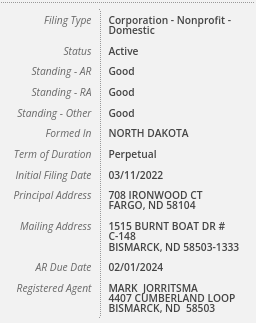 Filing Type Corporation - Nonprofit -
Domestic
Status Active
Standing - AR Good
Standing - RA Good
Standing - Other Good
Formed In NORTH DAKOTA
Term of Duration Perpetual
Initial Filing Date 03/11/2022
Principal Address 708 IRONWOOD CT
FARGO, ND 58104
Mailing Address 1515 BURNT BOAT DR #
C-148
BISMARCK, ND 58503-1333
AR Due Date 02/01/2024
Registered Agent MARK JORRITSMA
4407 CUMBERLAND LOOP
BISMARCK, ND 58503